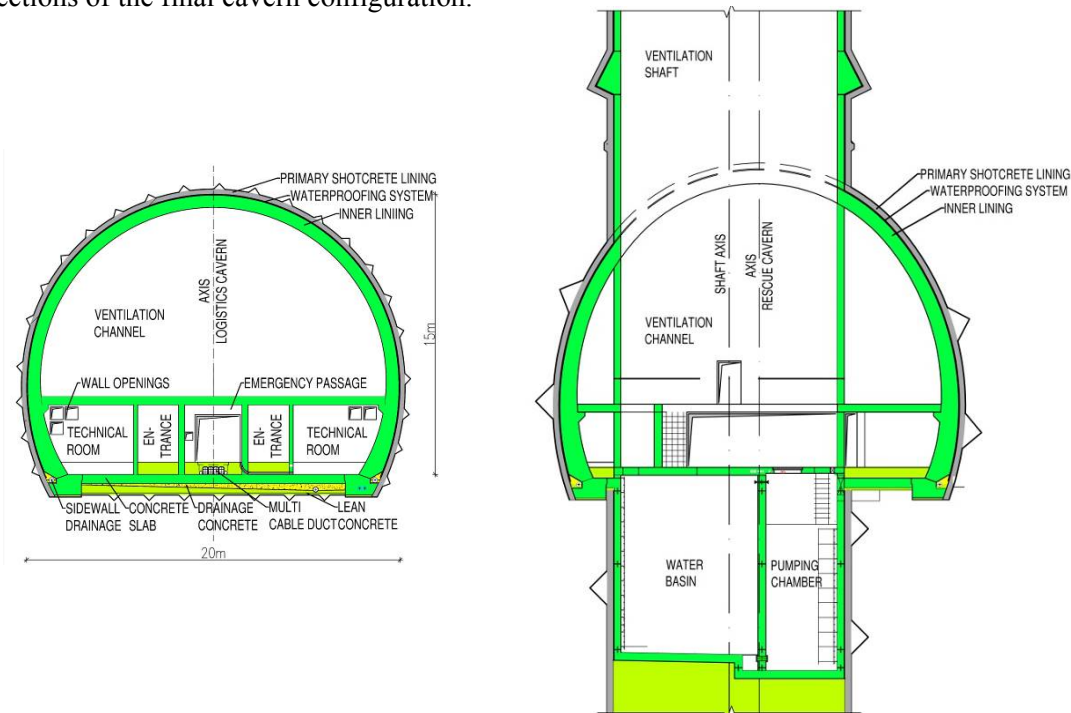 ections of the final cavern configuration.
PRIMARY SHOTCRETE LINING
WATERPROOFING SYSTEM
INNER LINIING
AXIS
LOGISTICS CAVERN
VENTILATION
CHANNEL
15m
WALL OPENINGS
EMERGENCY PASSAGE
TECHNICAL
ROOM
EN-
TRANCE
EN-
TRANCE
TECHNICAL
ROOM
SIDEWALL
DRAINAGE
CONCRETE
SLAB
DRAINAGE
CONCRETE
MULTI
CABLE DUCT
LEAN
CONCRETE
20m
VENTILATION
SHAFT
PRIMARY SHOTCRETE LINING
WATERPROOFING SYSTEM
INNER LINING
SHAFT AXIS
AXIS
RESCUE CAVERN
VENTILATION
CHANNEL
WATER
BASIN
PUMPING
CHAMBER